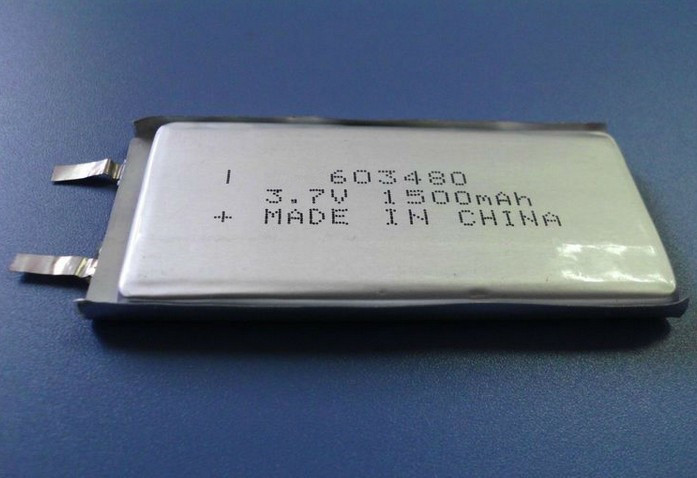 - 603480
3.7V 1500mAh
+ MADE IN CHINA